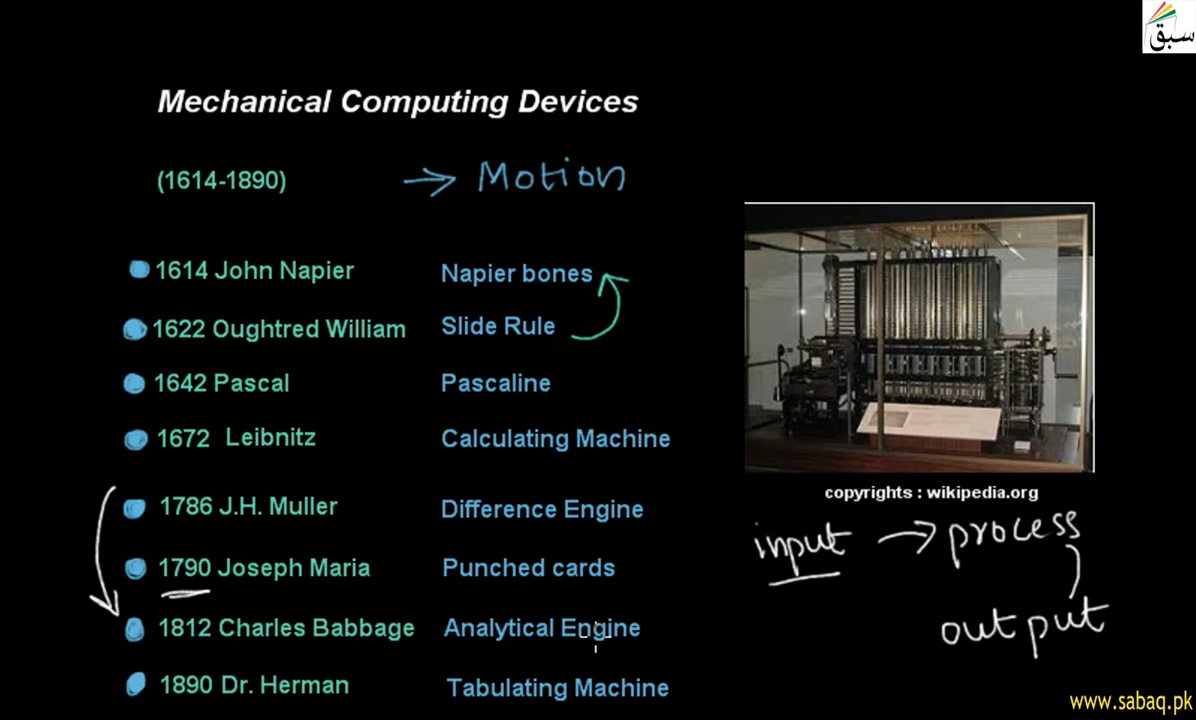 سبق
Mechanical Computing Devices
(1614-1890) → Motion
1614 John Napier Napier bones
1622 Oughtred William Slide Rule
1642 Pascal Pascaline
1672 Leibnitz Calculating Machine
1786 J.H. Muller Difference Engine
1790 Joseph Maria Punched cards
1812 Charles Babbage Analytical Engine
1890 Dr. Herman Tabulating Machine
copyrights : wikipedia.org
input → process
output
www.sabaq.pk